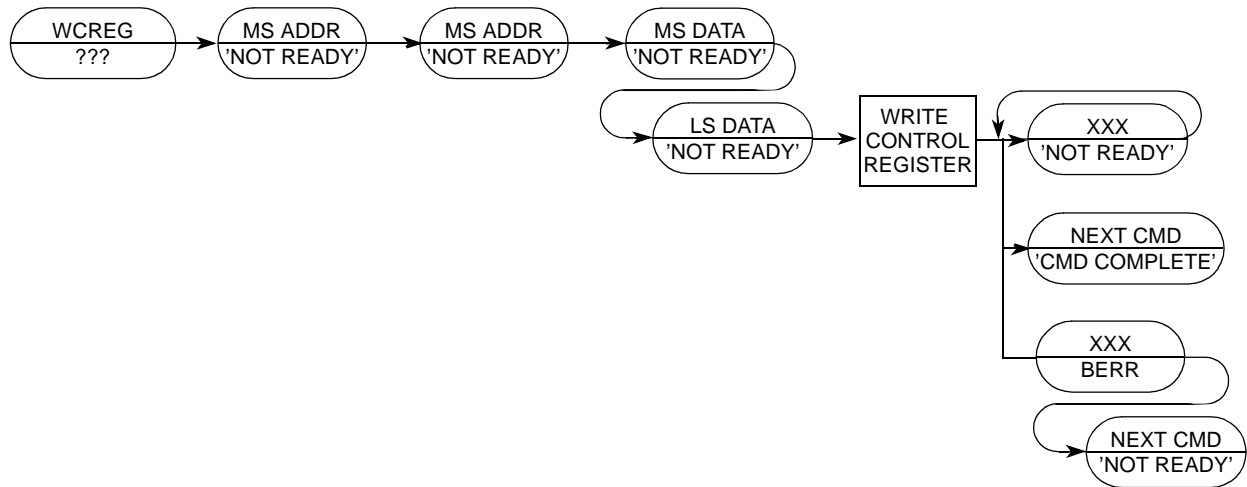 WCREG
???
MS ADDR
'NOT READY'
MS ADDR
'NOT READY'
MS DATA
'NOT READY'
LS DATA
'NOT READY'
WRITE
CONTROL
REGISTER
XXX
'NOT READY'
NEXT CMD
'CMD COMPLETE'
XXX
BERR
NEXT CMD
'NOT READY'